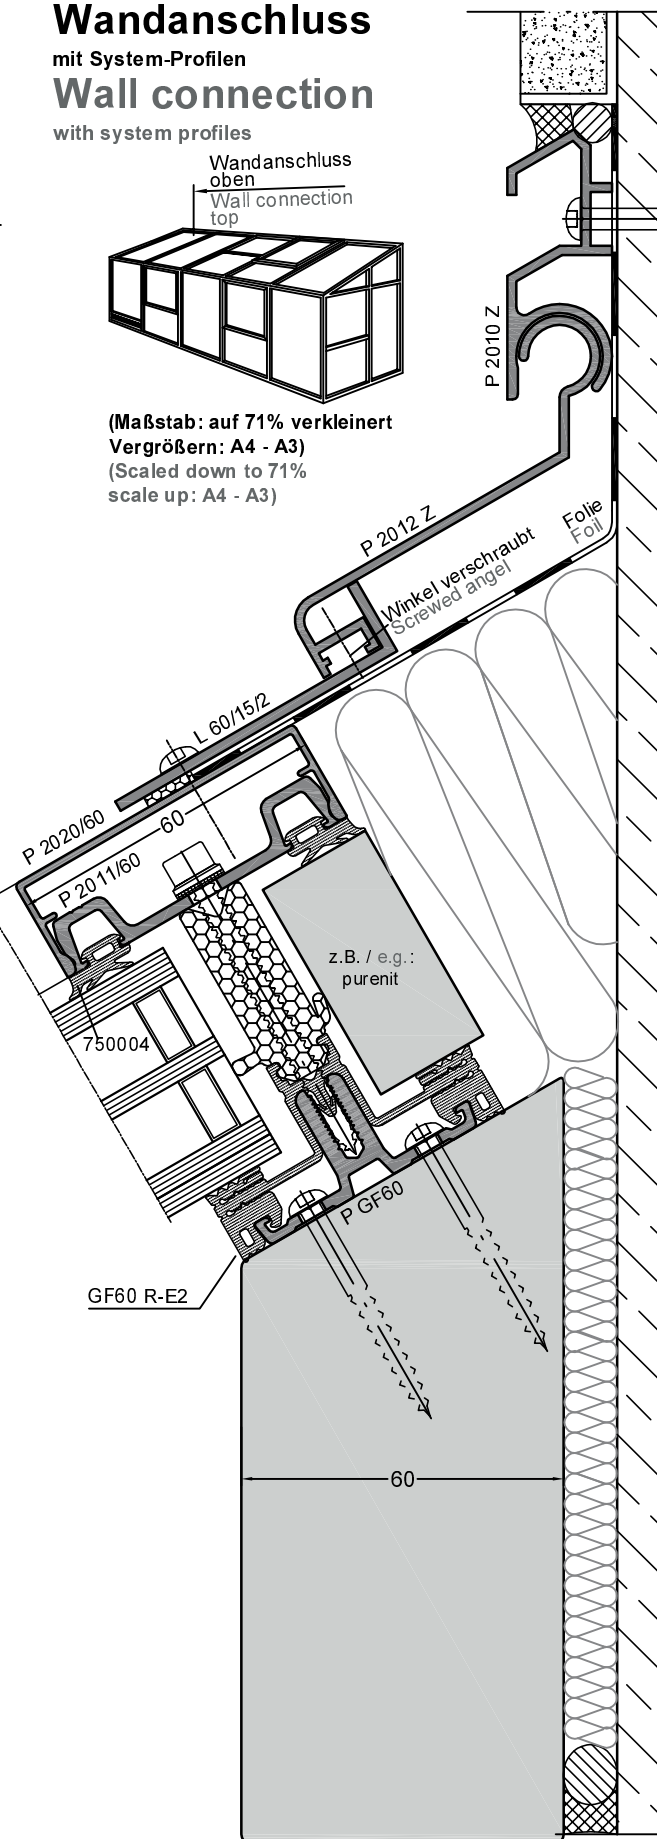 Wandanschluss
mit System-Profilen
Wall connection
with system profiles
Wandanschluss
oben
Wall connection
top
(Maßstab: auf 71% verkleinert
Vergrößern: A4 - A3)
(Scaled down to 71%
scale up: A4 - A3)
P 2010 Z
P 2012 Z
Folie
Foil
Winkel verschraubt
Screwed angel
L 60/15/2
P 2020/60
60
P 2011/60
z.B. / e.g.:
purenit
750004
P GF60
GF60 R-E2
60